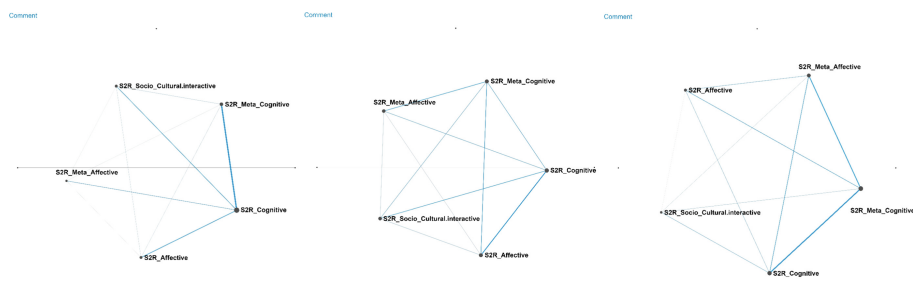 Comment
S2R_Socio_Cultural.interactive
S2R_Meta_Cognitive
S2R_Meta_Affective
S2R_Cognitive
S2R_Affective
Comment
S2R_Meta_Cognitive
S2R_Meta_Affective
S2R_Cognitive
S2R_Socio_Cultural.interactive
S2R_Affective
Comment
S2R_Meta_Affective
S2R_Affective
S2R_Meta_Cognitive
S2R_Socio_Cultural.interactive
S2R_Cognitive